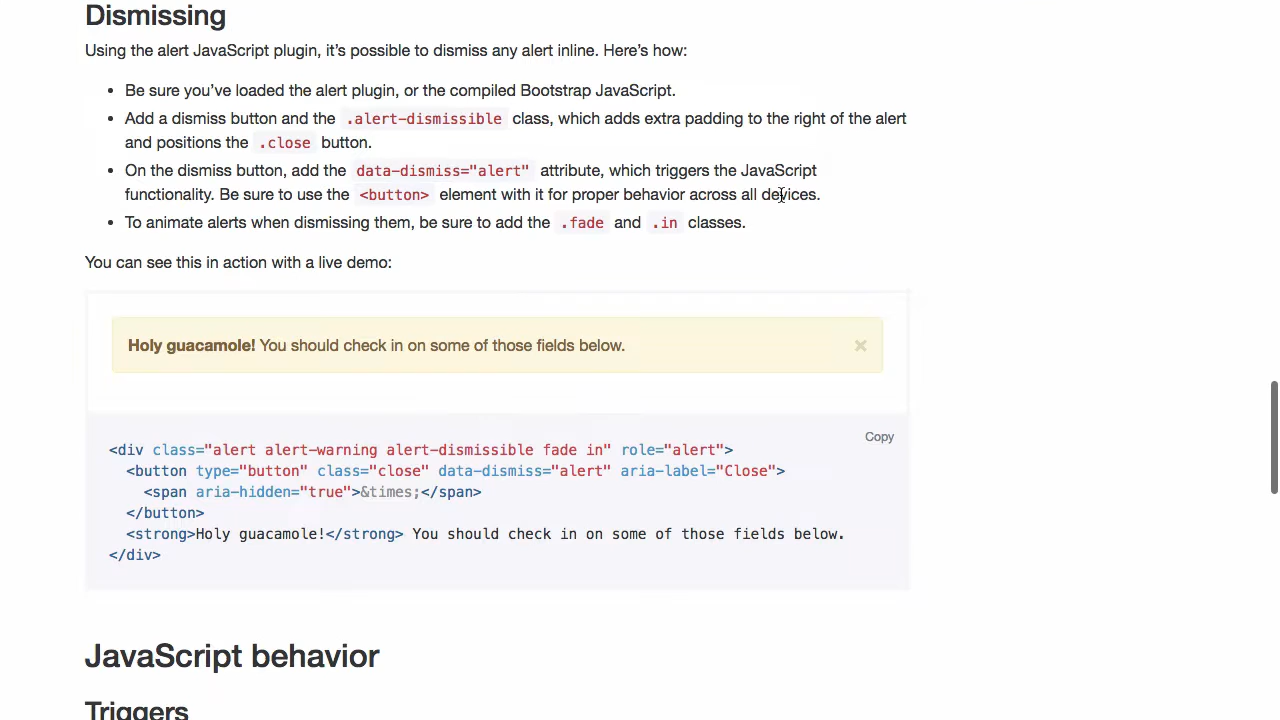 Dismissing
Using the alert JavaScript plugin, it’s possible to dismiss any alert inline. Here’s how:
• Be sure you’ve loaded the alert plugin, or the compiled Bootstrap JavaScript.
• Add a dismiss button and the .alert-dismissible class, which adds extra padding to the right of the alert
and positions the .close button.
• On the dismiss button, add the data-dismiss="alert" attribute, which triggers the JavaScript
functionality. Be sure to use the <button> element with it for proper behavior across all devices.
• To animate alerts when dismissing them, be sure to add the .fade and .in classes.
You can see this in action with a live demo:
Holy guacamole! You should check in on some of those fields below. ×
Copy
<div class="alert alert-warning alert-dismissible fade in" role="alert">
  <button type="button" class="close" data-dismiss="alert" aria-label="Close">
    <span aria-hidden="true">&times;</span>
  </button>
  <strong>Holy guacamole!</strong> You should check in on some of those fields below.
</div>
JavaScript behavior
Triggers